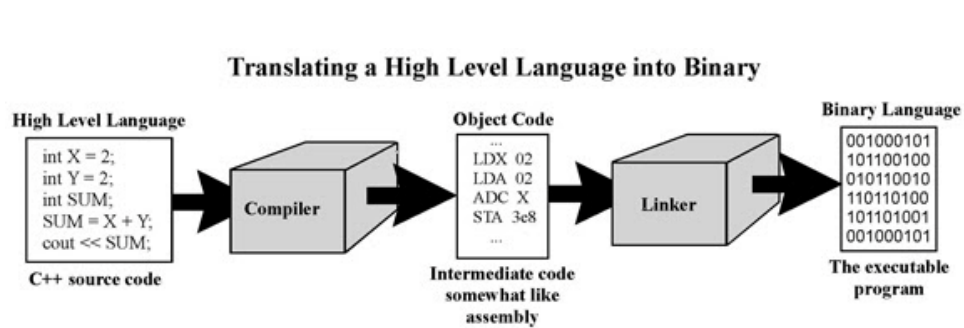 Translating a High Level Language into Binary
High Level Language
int X = 2;
int Y = 2;
int SUM;
SUM = X + Y;
cout << SUM;
C++ source code
Compiler
Object Code
...
LDX 02
LDA 02
ADC X
STA 3e8
...
Intermediate code
somewhat like
assembly
Linker
Binary Language
001000101
101100100
010110010
110110100
101101001
001000101
The executable
program